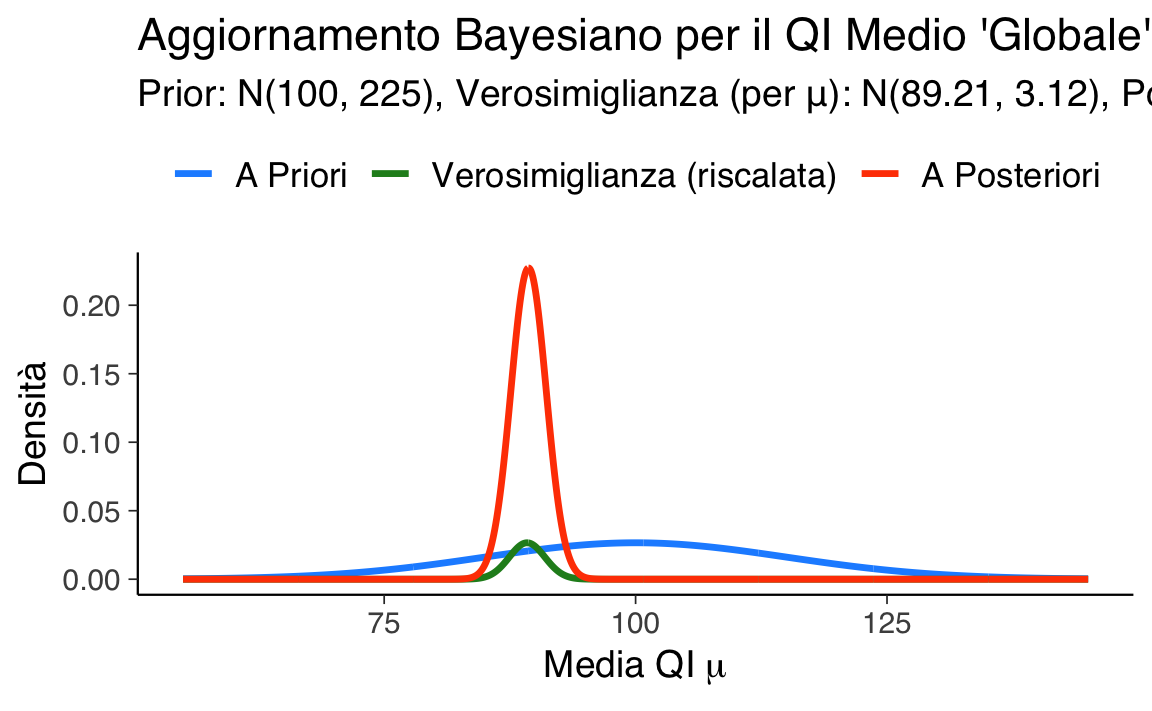 Aggiornamento Bayesiano per il QI Medio 'Globale'
Prior: N(100, 225), Verosimiglianza (per μ): N(89.21, 3.12),
A Priori Verosimiglianza (riscalata) A Posteriori
Densità
0.20
0.15
0.10
0.05
0.00
75 100 125
Media QI μ